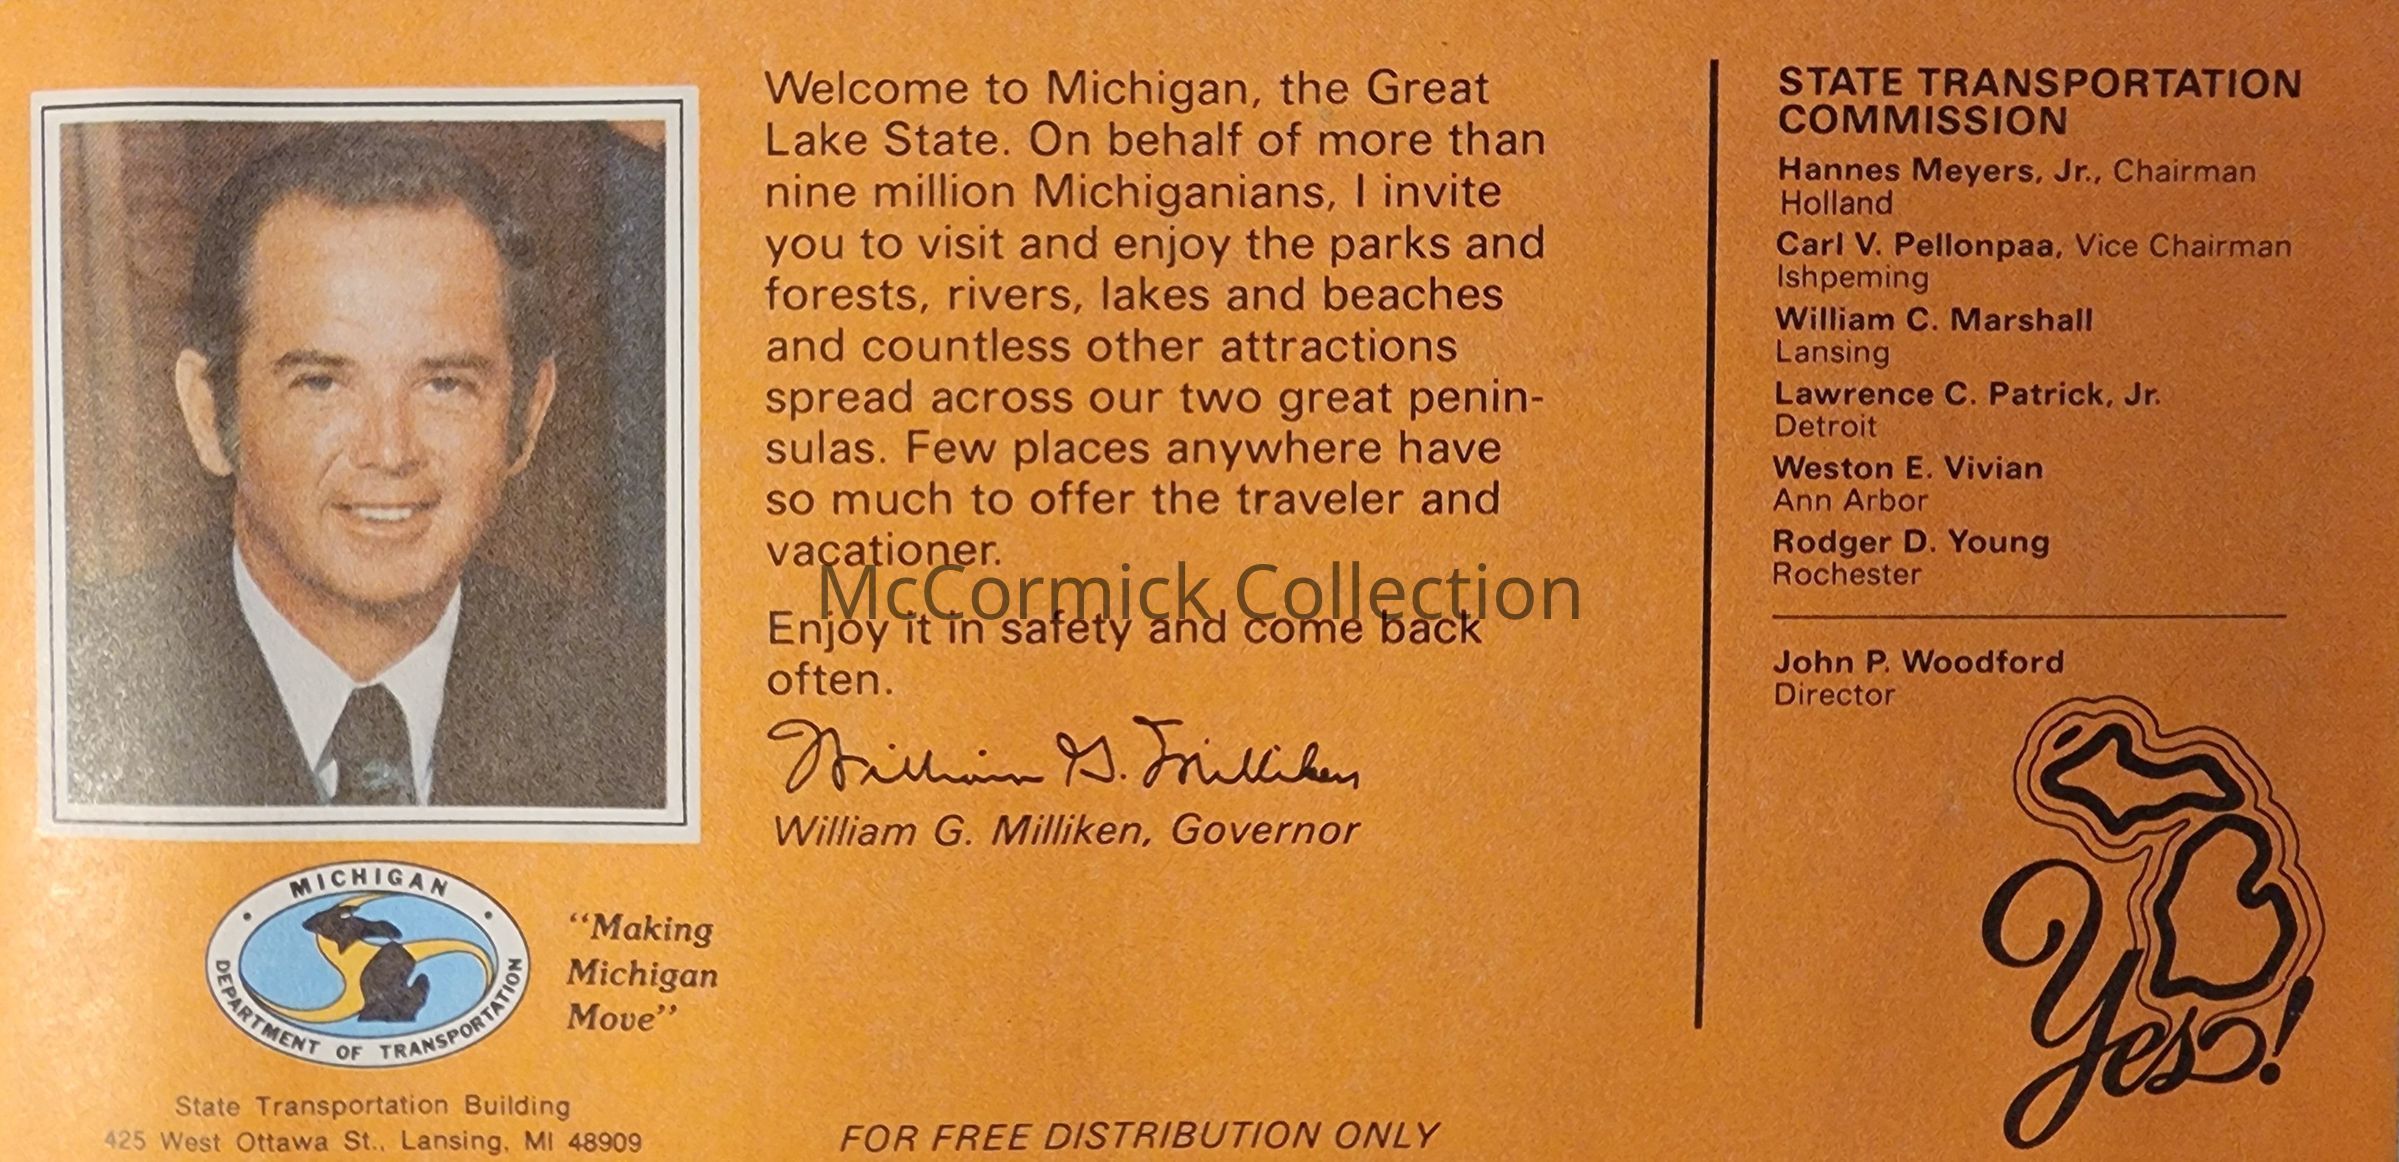 Welcome to Michigan, the Great
Lake State. On behalf of more than
nine million Michiganians, I invite
you to visit and enjoy the parks and
forests, rivers, lakes and beaches
and countless other attractions
spread across our two great penin-
sulas. Few places anywhere have
so much to offer the traveler and
vacationer.
McCormick Collection
Enjoy it in safety and come back
often.
William G. Milliken
William G. Milliken, Governor
MICHIGAN
DEPARTMENT OF TRANSPORTATION
“Making
Michigan
Move”
State Transportation Building
425 West Ottawa St., Lansing, MI 48909
FOR FREE DISTRIBUTION ONLY
STATE TRANSPORTATION
COMMISSION
Hannes Meyers, Jr., Chairman
Holland
Carl V. Pellonpaa, Vice Chairman
Ishpeming
William C. Marshall
Lansing
Lawrence C. Patrick, Jr.
Detroit
Weston E. Vivian
Ann Arbor
Rodger D. Young
Rochester
John P. Woodford
Director
Yes!